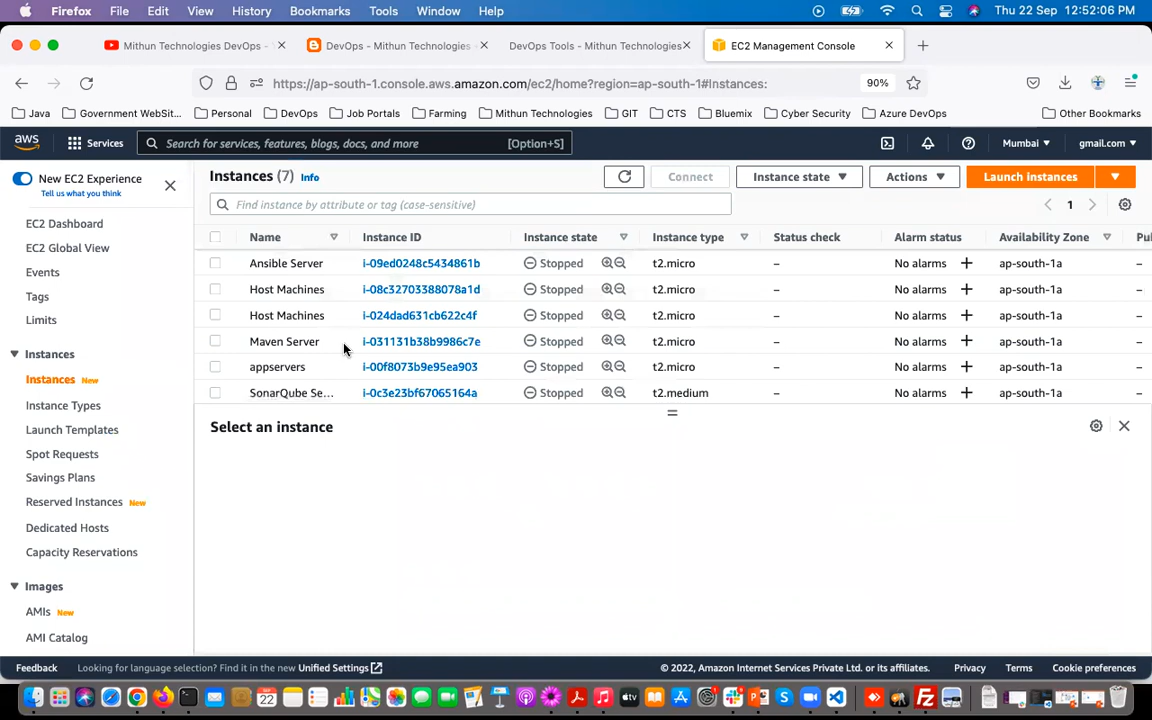 Firefox File Edit View History Bookmarks Tools Window Help Thu 22 Sep 12:52:06 PM
Mithun Technologies DevOps - DevOps - Mithun Technologies DevOps Tools - Mithun Technologies EC2 Management Console
https://ap-south-1.console.aws.amazon.com/ec2/home?region=ap-south-1#Instances: 90%
Java Government WebSit... Personal DevOps Job Portals Farming Mithun Technologies GIT CTS Bluemix Cyber Security Azure DevOps Other Bookmarks
aws Services Search for services, features, blogs, docs, and more [Option+S] Mumbai gmail.com
New EC2 Experience
Tell us what you think
EC2 Dashboard
EC2 Global View
Events
Tags
Limits
Instances
Instances New
Instance Types
Launch Templates
Spot Requests
Savings Plans
Reserved Instances New
Dedicated Hosts
Capacity Reservations
Images
AMIs New
AMI Catalog
Instances (7) Info Connect Instance state Actions Launch instances
Find instance by attribute or tag (case-sensitive) 1
Name Instance ID Instance state Instance type Status check Alarm status Availability Zone Pu
Ansible Server i-09ed0248c5434861b Stopped t2.micro – No alarms + ap-south-1a –
Host Machines i-08c32703388078a1d Stopped t2.micro – No alarms + ap-south-1a –
Host Machines i-024dad631cb622c4f Stopped t2.micro – No alarms + ap-south-1a –
Maven Server i-031131b38b9986c7e Stopped t2.micro – No alarms + ap-south-1a –
appservers i-00f8073b9e95ea903 Stopped t2.micro – No alarms + ap-south-1a –
SonarQube Se... i-0c3e23bf67065164a Stopped t2.medium – No alarms + ap-south-1a –
Select an instance
Feedback Looking for language selection? Find it in the new Unified Settings © 2022, Amazon Internet Services Private Ltd. or its affiliates. Privacy Terms Cookie preferences